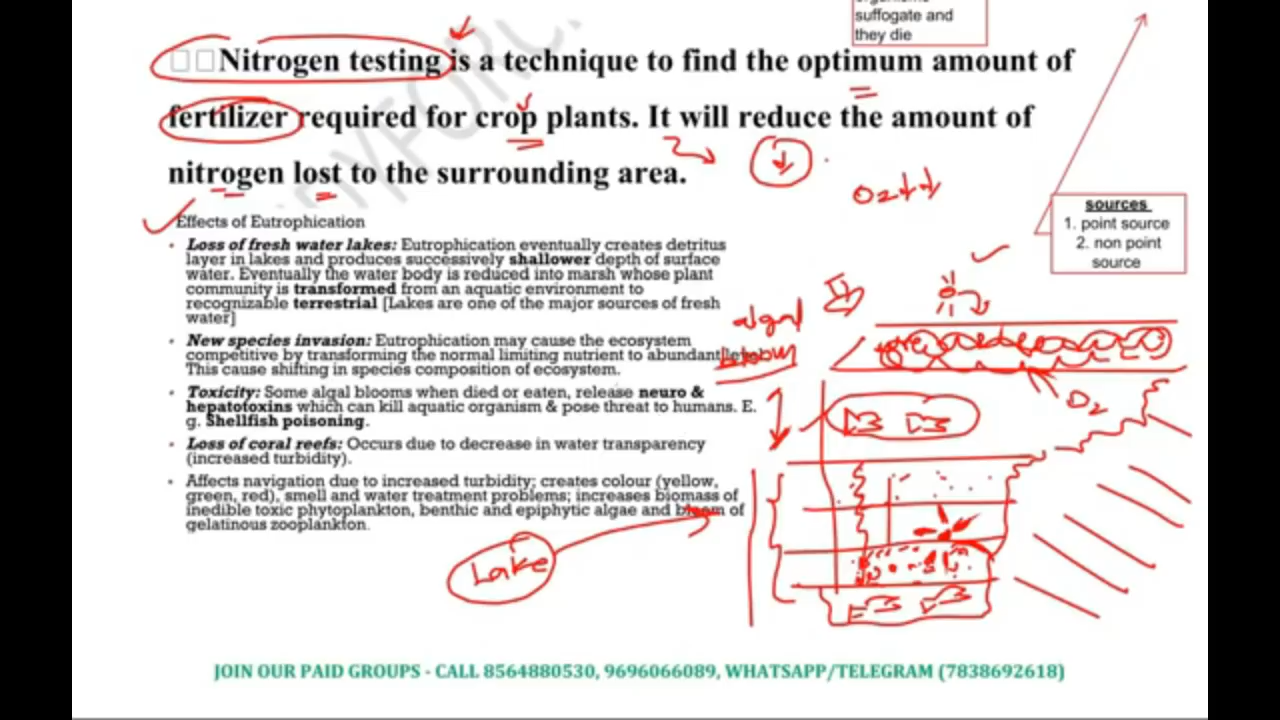 suffogate and
they die
Nitrogen testing is a technique to find the optimum amount of
fertilizer required for crop plants. It will reduce the amount of
nitrogen lost to the surrounding area.
O2 ↓↓
sources
1. point source
2. non point
source
Effects of Eutrophication
• Loss of fresh water lakes: Eutrophication eventually creates detritus
layer in lakes and produces successively shallower depth of surface
water. Eventually the water body is reduced into marsh whose plant
community is transformed from an aquatic environment to
recognizable terrestrial [Lakes are one of the major sources of fresh
water]
• New species invasion: Eutrophication may cause the ecosystem
competitive by transforming the normal limiting nutrient to abundant
This cause shifting in species composition of ecosystem.
• Toxicity: Some algal blooms when died or eaten, release neuro &
hepatotoxins which can kill aquatic organism & pose threat to humans. E.
g. Shellfish poisoning.
• Loss of coral reefs: Occurs due to decrease in water transparency
(increased turbidity).
• Affects navigation due to increased turbidity; creates colour (yellow,
green, red), smell and water treatment problems; increases biomass of
inedible toxic phytoplankton, benthic and epiphytic algae and bloom of
gelatinous zooplankton.
algal
bloom
O2
Lake
JOIN OUR PAID GROUPS - CALL 8564880530, 9696066089, WHATSAPP/TELEGRAM (7838692618)